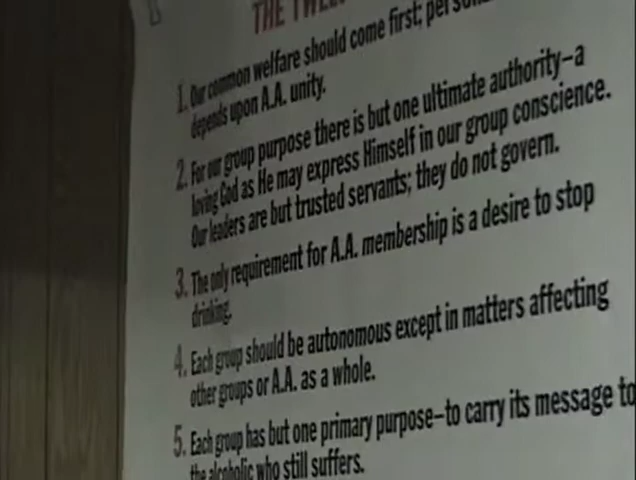 THE TWEL
1. Our common welfare should come first; perso
depends upon A.A. unity.
2. For our group purpose there is but one ultimate authority—a
loving God as He may express Himself in our group conscience.
Our leaders are but trusted servants; they do not govern.
3. The only requirement for A.A. membership is a desire to stop
drinking.
4. Each group should be autonomous except in matters affecting
other groups or A.A. as a whole.
5. Each group has but one primary purpose—to carry its message to
the alcoholic who still suffers.